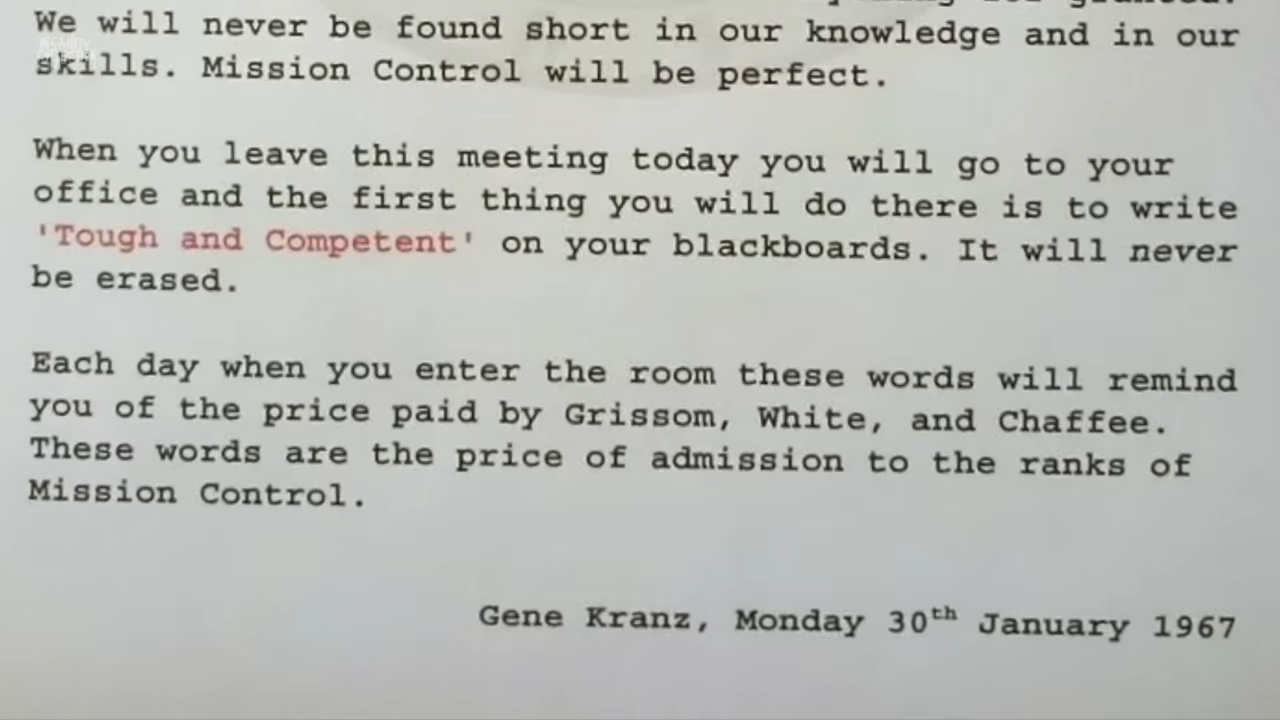 We will never be found short in our knowledge and in our
skills. Mission Control will be perfect.
When you leave this meeting today you will go to your
office and the first thing you will do there is to write
'Tough and Competent' on your blackboards. It will never
be erased.
Each day when you enter the room these words will remind
you of the price paid by Grissom, White, and Chaffee.
These words are the price of admission to the ranks of
Mission Control.
Gene Kranz, Monday 30th January 1967